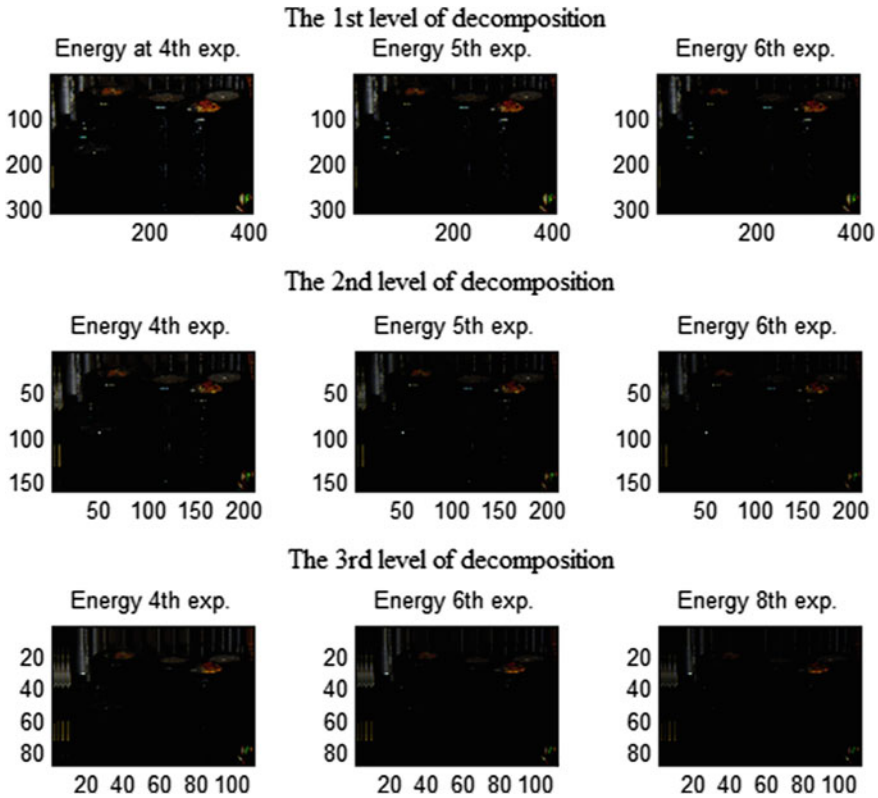 The 1st level of decomposition
Energy at 4th exp. Energy 5th exp. Energy 6th exp.
100 100 100
200 200 200
300 300 300
200 400 200 400 200 400
The 2nd level of decomposition
Energy 4th exp. Energy 5th exp. Energy 6th exp.
50 50 50
100 100 100
150 150 150
50 100 150 200 50 100 150 200 50 100 150 200
The 3rd level of decomposition
Energy 4th exp. Energy 6th exp. Energy 8th exp.
20 20 20
40 40 40
60 60 60
80 80 80
20 40 60 80 100 20 40 60 80 100 20 40 60 80 100